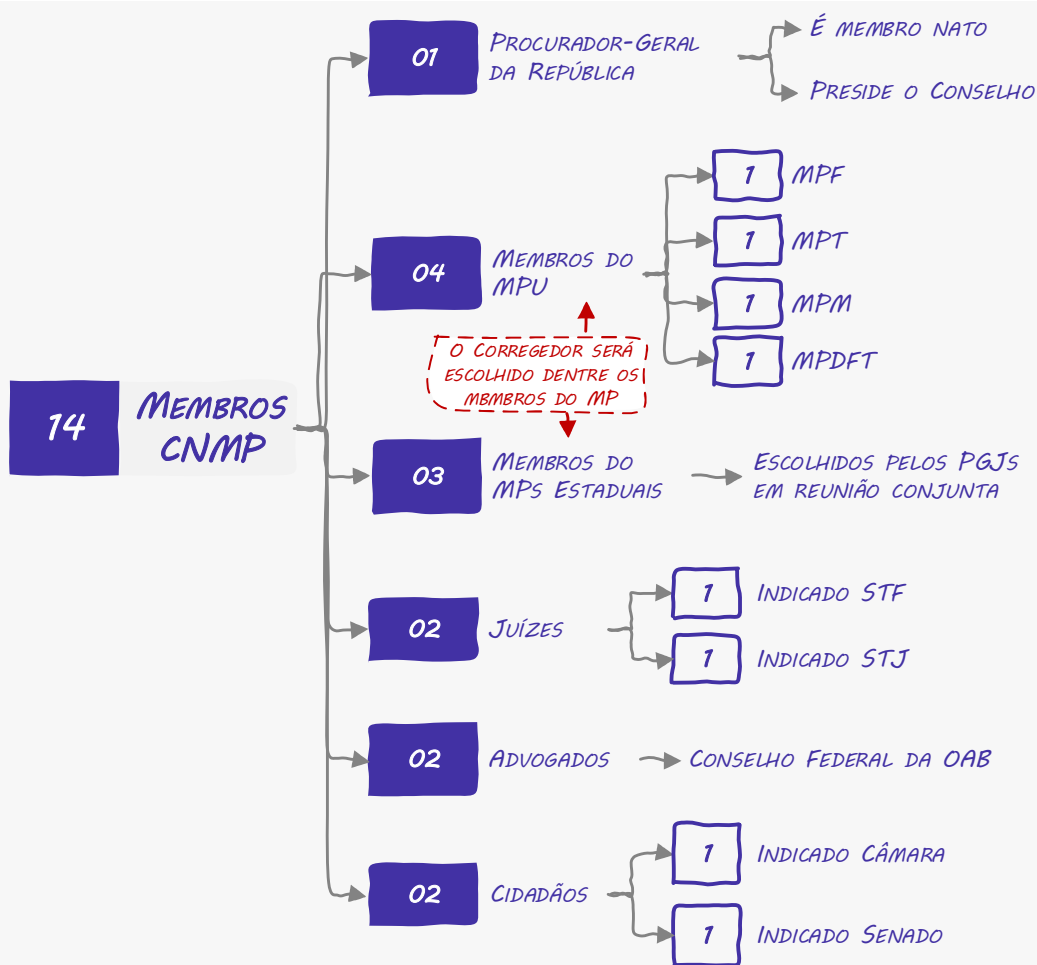 14
Membros
CNMP
01
Procurador-Geral
da República
É membro nato
Preside o Conselho
04
Membros do
MPU
1
MPF
1
MPT
1
MPM
1
MPDFT
O Corregedor será
escolhido dentre os
mbmbros do MP
03
Membros do
MPs Estaduais
Escolhidos pelos PGJs
em reunião conjunta
02
Juízes
1
Indicado STF
1
Indicado STJ
02
Advogados
Conselho Federal da OAB
02
Cidadãos
1
Indicado Câmara
1
Indicado Senado